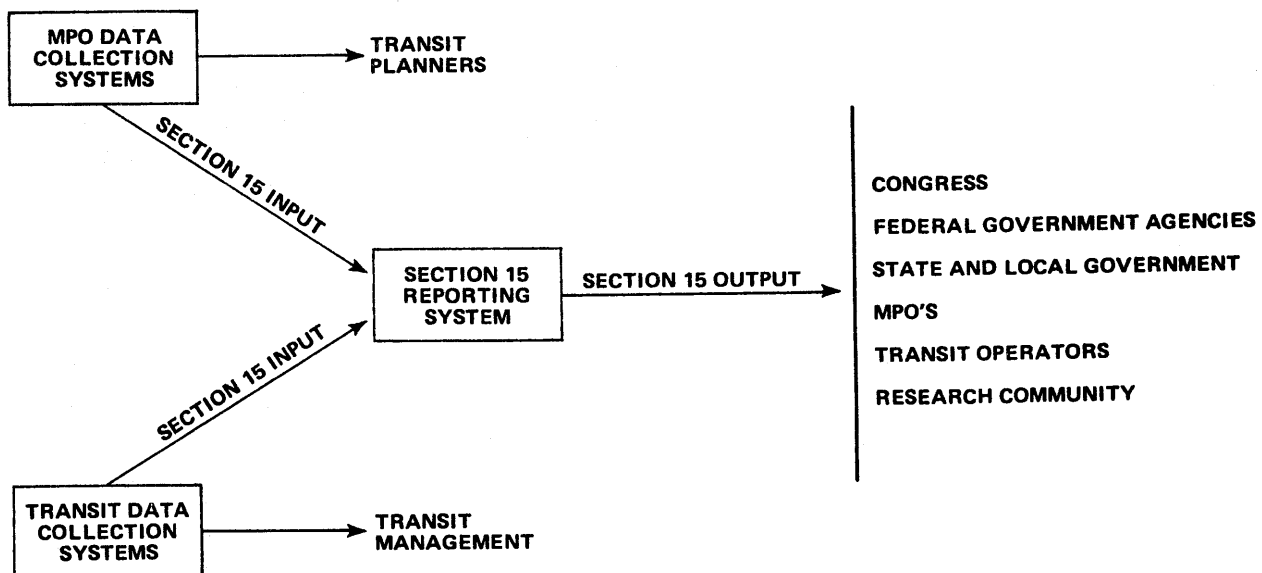 MPO DATA
COLLECTION
SYSTEMS
TRANSIT
PLANNERS
SECTION 15 INPUT
SECTION 15
REPORTING
SYSTEM
SECTION 15 OUTPUT
CONGRESS
FEDERAL GOVERNMENT AGENCIES
STATE AND LOCAL GOVERNMENT
MPO'S
TRANSIT OPERATORS
RESEARCH COMMUNITY
SECTION 15 INPUT
TRANSIT DATA
COLLECTION
SYSTEMS
TRANSIT
MANAGEMENT